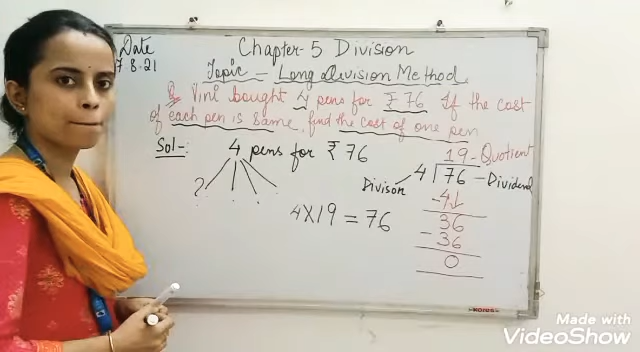 Date
7.8.21
Chapter-5 Division
Topic - Long Division Method
Q. Vini bought 4 pens for ₹ 76 If the cost
of each pen is same, find the cost of one pen
Sol-:
4 pens for ₹ 76
?
4×19 = 76
19 - Quotient
4 76 - Dividend
Divison
- 4↓
36
- 36
0
KORES
Made with
VideoShow